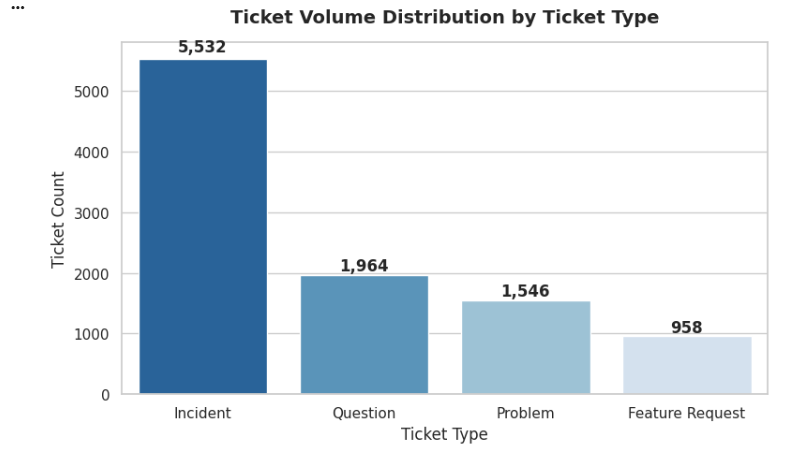 ...
Ticket Volume Distribution by Ticket Type
5,532
5000
4000
3000
2000
1000
0
1,964
1,546
958
Ticket Count
Incident
Question
Problem
Feature Request
Ticket Type